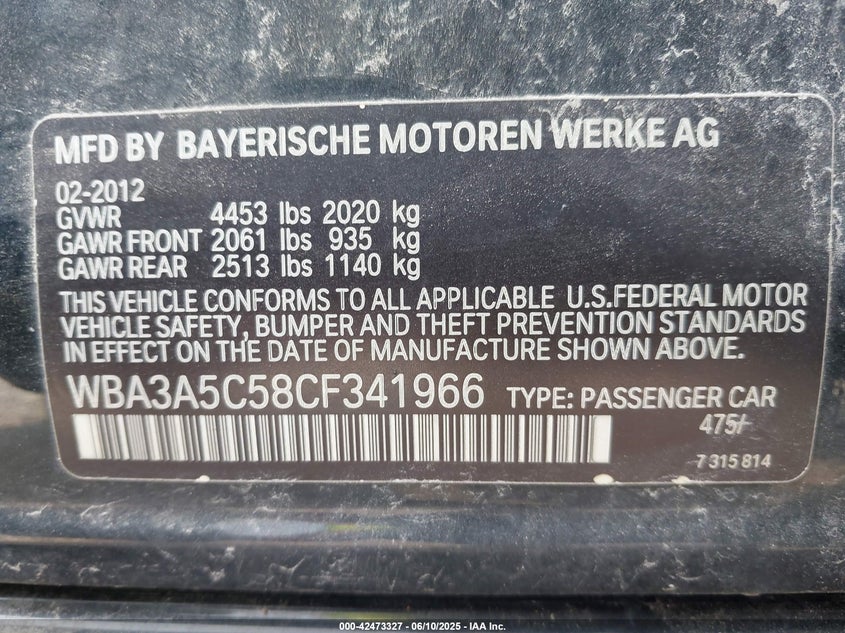 MFD BY BAYERISCHE MOTOREN WERKE AG
02-2012
GVWR 4453 lbs 2020 kg
GAWR FRONT 2061 lbs 935 kg
GAWR REAR 2513 lbs 1140 kg
THIS VEHICLE CONFORMS TO ALL APPLICABLE U.S.FEDERAL MOTOR
VEHICLE SAFETY, BUMPER AND THEFT PREVENTION STANDARDS
IN EFFECT ON THE DATE OF MANUFACTURE SHOWN ABOVE.
WBA3A5C58CF341966 TYPE: PASSENGER CAR
475/-
7 315 814
000-42473327 - 06/10/2025 - IAA Inc.